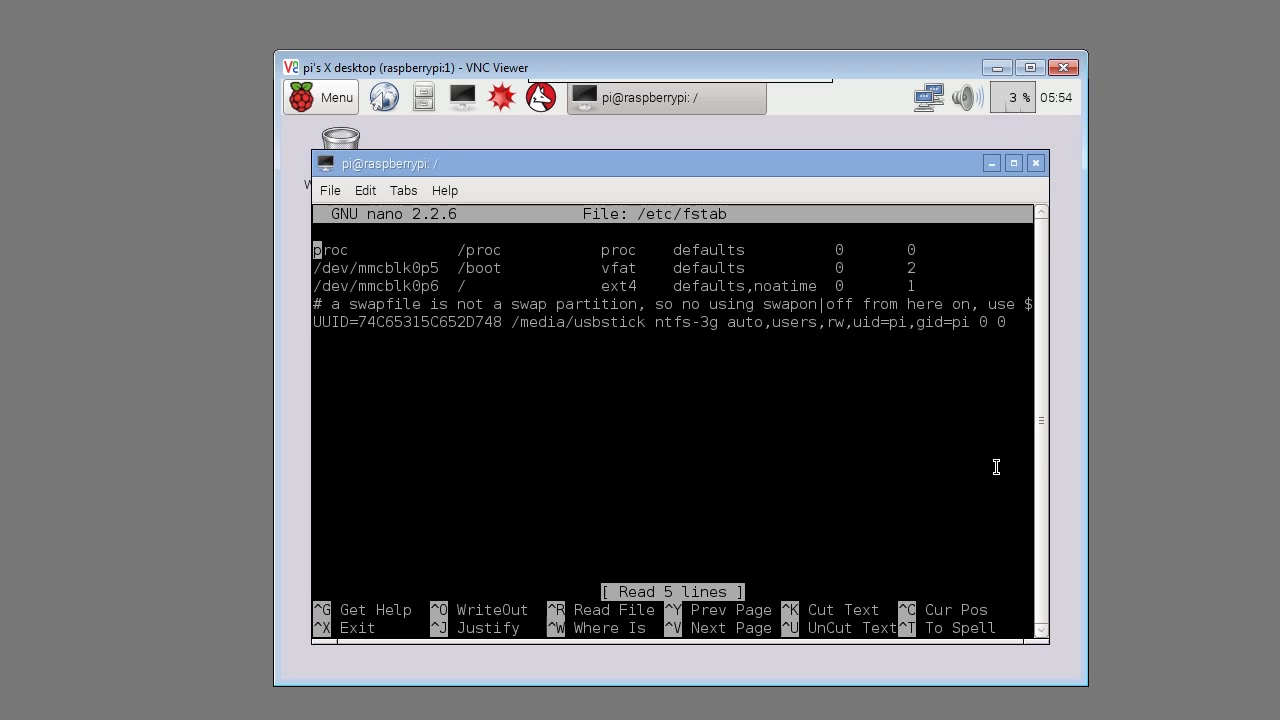 pi's X desktop (raspberrypi:1) - VNC Viewer
Menu
pi@raspberrypi: /
3 %
05:54
pi@raspberrypi: /
File Edit Tabs Help
GNU nano 2.2.6 File: /etc/fstab
proc /proc proc defaults 0 0
/dev/mmcblk0p5 /boot vfat defaults 0 2
/dev/mmcblk0p6 / ext4 defaults,noatime 0 1
# a swapfile is not a swap partition, so no using swapon|off from here on, use $
UUID=74C65315C652D748 /media/usbstick ntfs-3g auto,users,rw,uid=pi,gid=pi 0 0
[ Read 5 lines ]
^G Get Help ^O WriteOut ^R Read File ^Y Prev Page ^K Cut Text ^C Cur Pos
^X Exit ^J Justify ^W Where Is ^V Next Page ^U UnCut Text ^T To Spell